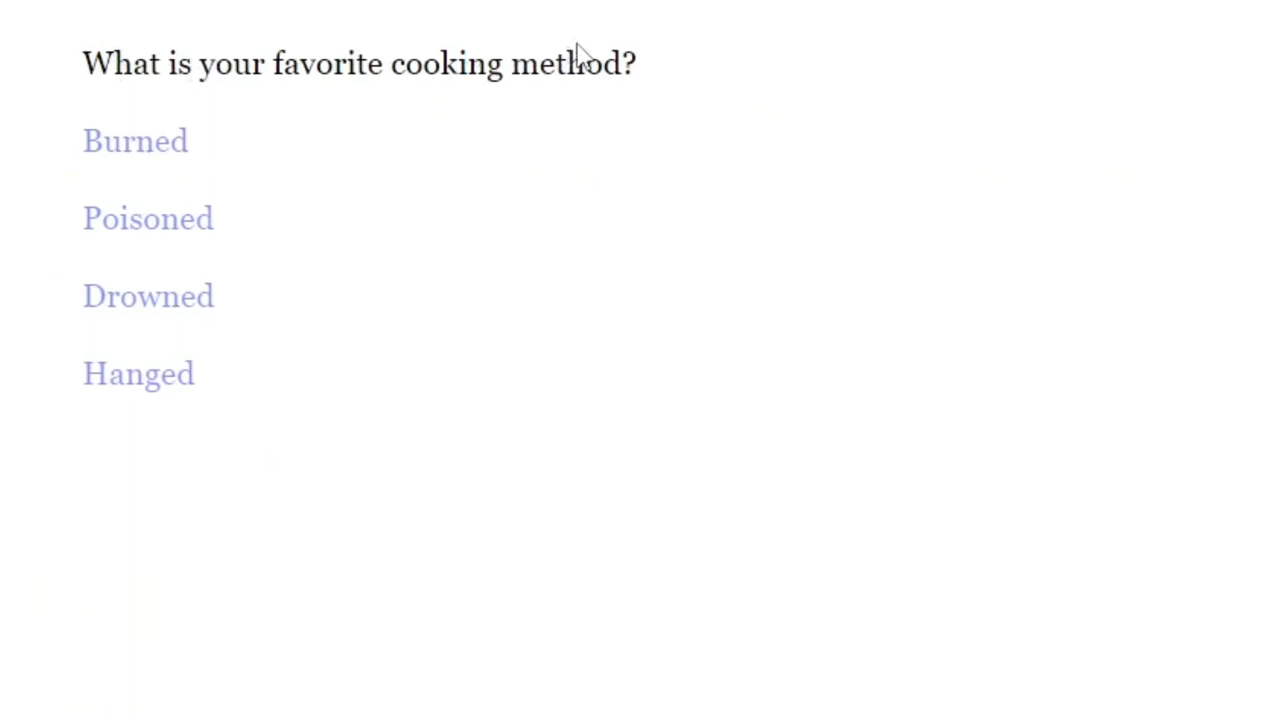 What is your favorite cooking method?
Burned
Poisoned
Drowned
Hanged